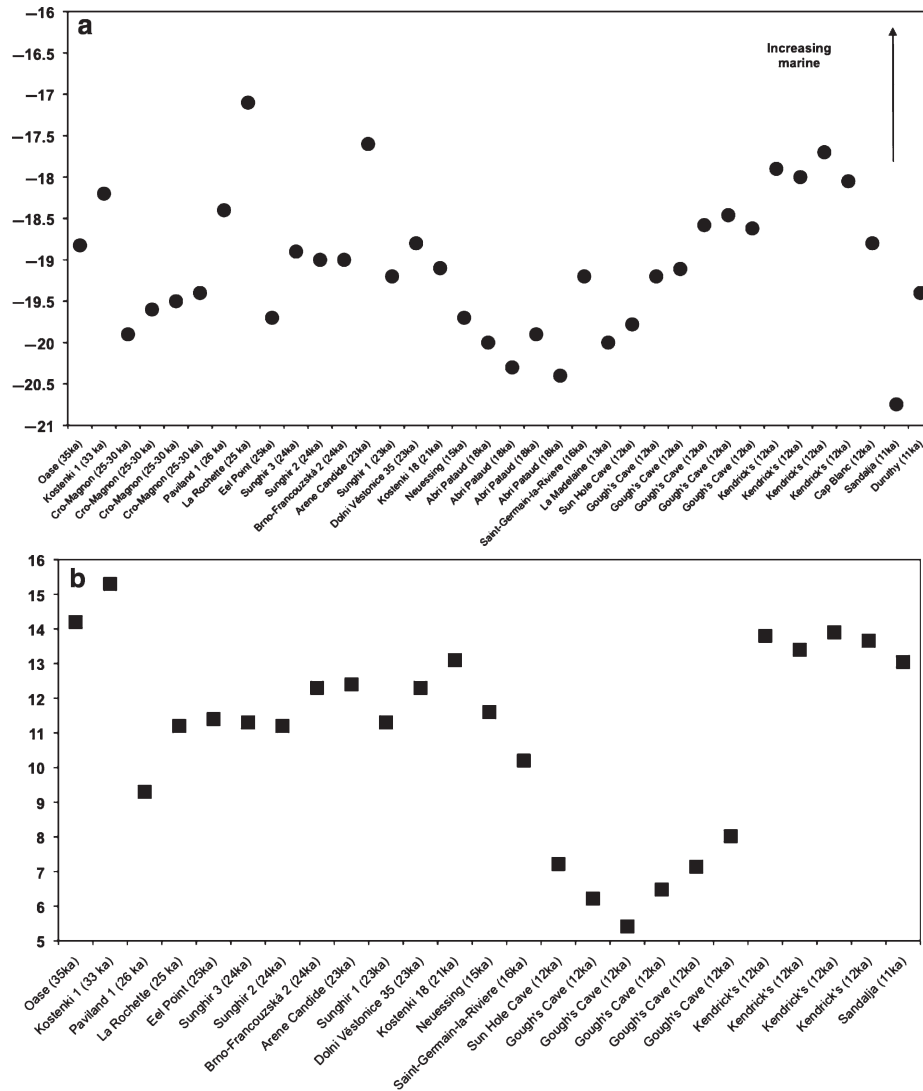 −16
a
−16.5
Increasing
marine
−17
−17.5
−18
−18.5
−19
−19.5
−20
−20.5
−21
Oase (35ka)
Kostenki 1 (33 ka)
Cro-Magnon (25-30 ka)
Cro-Magnon (25-30 ka)
Cro-Magnon (25-30 ka)
Cro-Magnon (25-30 ka)
Paviland 1 (26 ka)
La Rochette (25 ka)
Eel Point (25ka)
Sunghir 3 (24ka)
Sunghir 2 (24ka)
Brno-Francouzská 2 (24ka)
Arene Candide (23ka)
Sunghir 1 (23ka)
Dolni Věstonice 35 (23ka)
Kostenki 18 (21ka)
Neuessing (15ka)
Abri Pataud (18ka)
Abri Pataud (18ka)
Abri Pataud (18ka)
Abri Pataud (18ka)
Saint-Germain-la-Riviere (16ka)
La Madelaine (13ka)
Sun Hole Cave (12ka)
Gough's Cave (12ka)
Gough's Cave (12ka)
Gough's Cave (12ka)
Gough's Cave (12ka)
Gough's Cave (12ka)
Kendrick's (12ka)
Kendrick's (12ka)
Kendrick's (12ka)
Kendrick's (12ka)
Cap Blanc (12ka)
Sandalja (11ka)
Duruthy (11ka)
16
b
15
14
13
12
11
10
9
8
7
6
5
Oase (35ka)
Kostenki 1 (33 ka)
Paviland 1 (26 ka)
La Rochette (25 ka)
Eel Point (25ka)
Sunghir 3 (24ka)
Sunghir 2 (24ka)
Brno-Francouzská 2 (24ka)
Arene Candide (23ka)
Sunghir 1 (23ka)
Dolni Věstonice 35 (23ka)
Kostenki 18 (21ka)
Neuessing (15ka)
Saint-Germain-la-Riviere (16ka)
Sun Hole Cave (12ka)
Gough's Cave (12ka)
Gough's Cave (12ka)
Gough's Cave (12ka)
Gough's Cave (12ka)
Gough's Cave (12ka)
Kendrick's (12ka)
Kendrick's (12ka)
Kendrick's (12ka)
Kendrick's (12ka)
Sandalja (11ka)